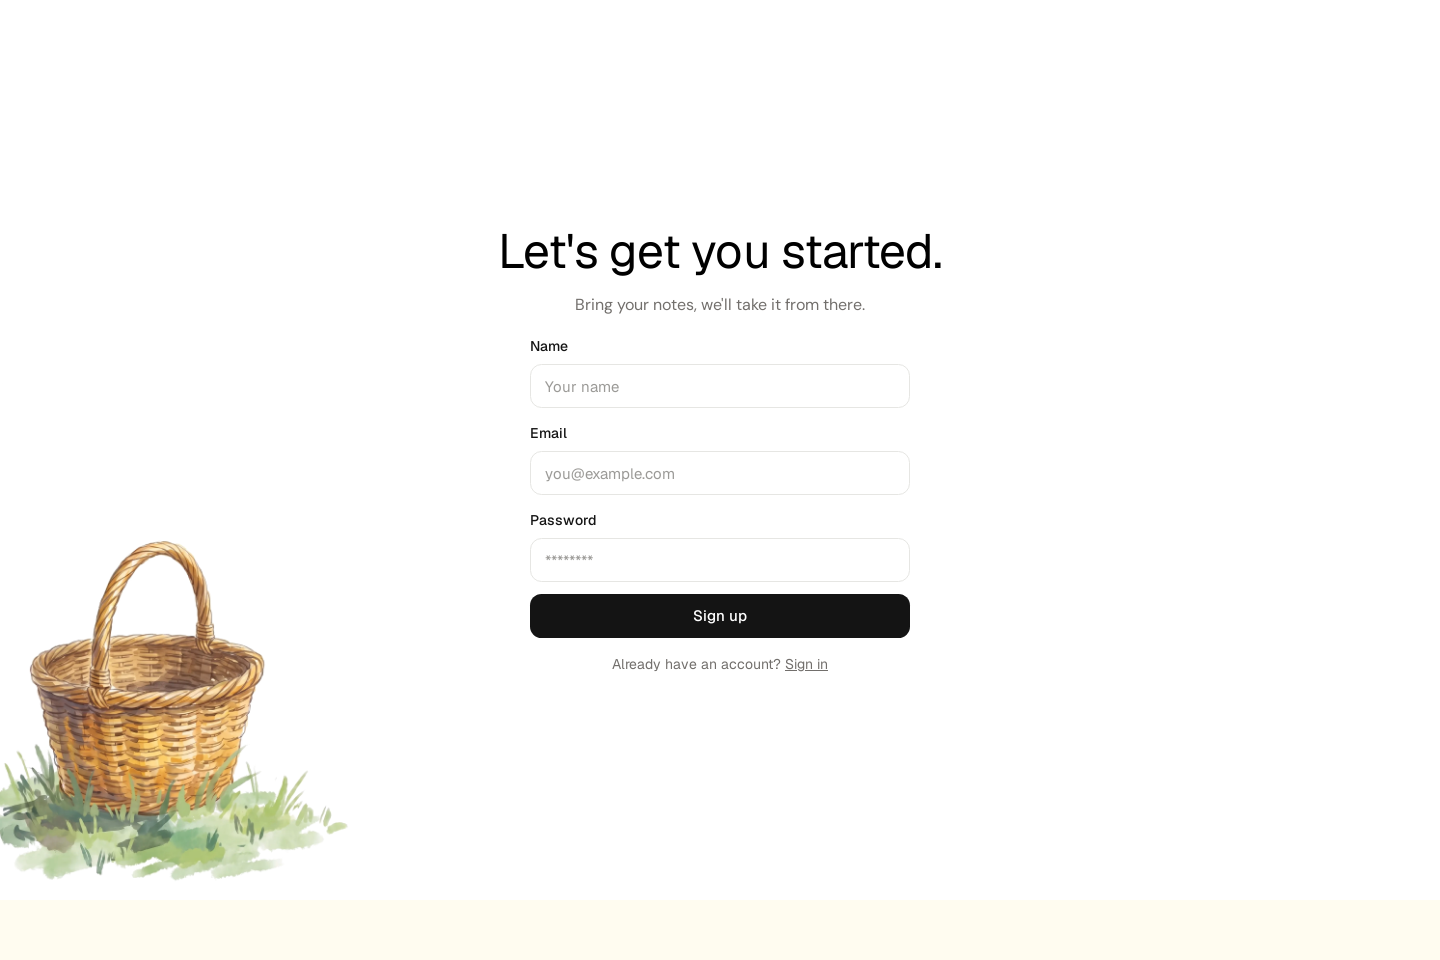 Let's get you started.
Bring your notes, we'll take it from there.
Name
Your name
Email
you@example.com
Password
********
Sign up
Already have an account? Sign in